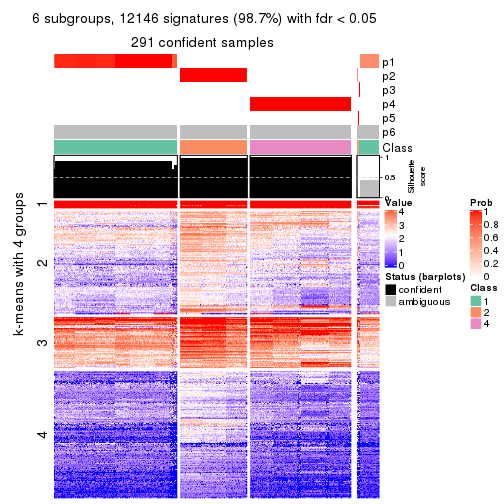 6 subgroups, 12146 signatures (98.7%) with fdr < 0.05
291 confident samples
p1
p2
p3
p4
p5
p6
Class
1
0.5
0
Silhouette
score
k-means with 4 groups
1
2
3
4
Value
4
3
2
1
0
Status (barplots)
confident
ambiguous
Prob
1
0.8
0.6
0.4
0.2
0
Class
1
2
4